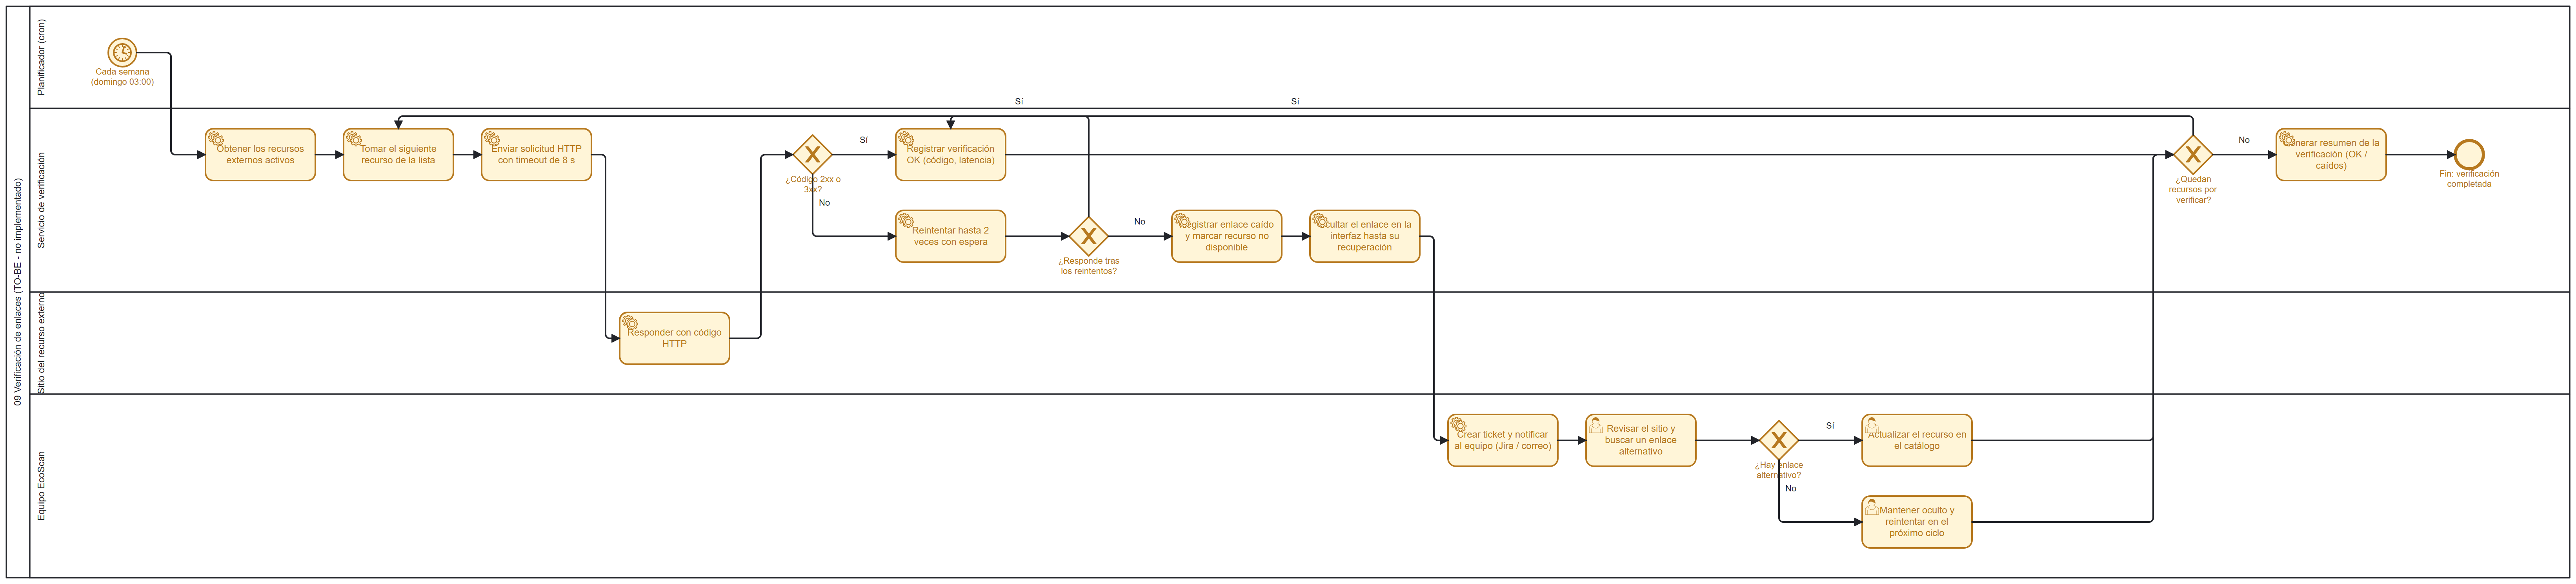 09 Verificación de enlaces (TO-BE - no implementado)
Planificador (cron)
Cada semana
(domingo 03:00)
Servicio de verificación
Obtener los recursos
externos activos
Tomar el siguiente
recurso de la lista
Enviar solicitud HTTP
con timeout de 8 s
¿Código 2xx o
3xx?
Sí
No
Registrar verificación
OK (código, latencia)
Reintentar hasta 2
veces con espera
¿Responde tras
los reintentos?
Sí
No
Registrar enlace caído
y marcar recurso no
disponible
Ocultar el enlace en la
interfaz hasta su
recuperación
Sí
¿Quedan
recursos por
verificar?
No
Generar resumen de la
verificación (OK /
caídos)
Fin: verificación
completada
Sitio del recurso externo
Responder con código
HTTP
Equipo EcoScan
Crear ticket y notificar
al equipo (Jira / correo)
Revisar el sitio y
buscar un enlace
alternativo
¿Hay enlace
alternativo?
Sí
No
Actualizar el recurso en
el catálogo
Mantener oculto y
reintentar en el
próximo ciclo